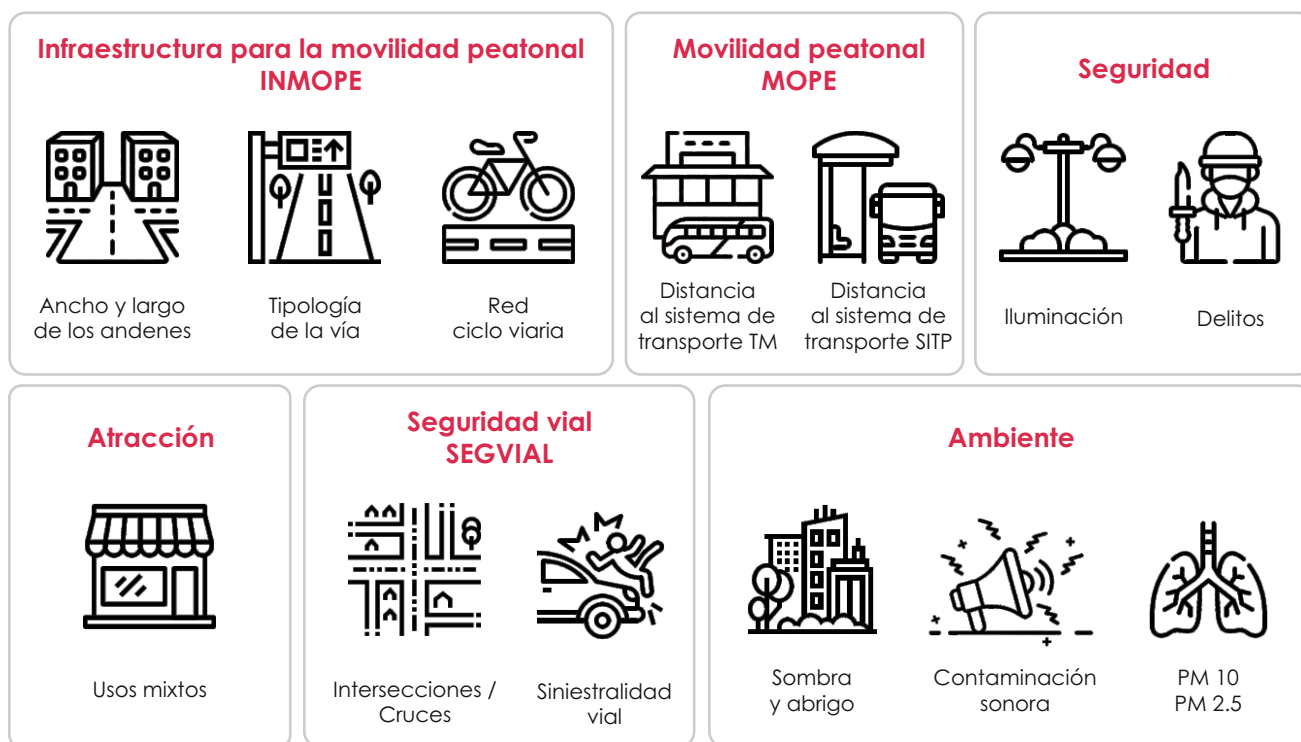 Infraestructura para la movilidad peatonal
INMOPE
Ancho y largo
de los andenes
Tipología
de la vía
Red
ciclo viaria
Movilidad peatonal
MOPE
Distancia
al sistema de
transporte TM
Distancia
al sistema de
transporte SITP
Seguridad
Iluminación
Delitos
Atracción
Usos mixtos
Seguridad vial
SEGVIAL
Intersecciones /
Cruces
Siniestralidad
vial
Ambiente
Sombra
y abrigo
Contaminación
sonora
PM 10
PM 2.5